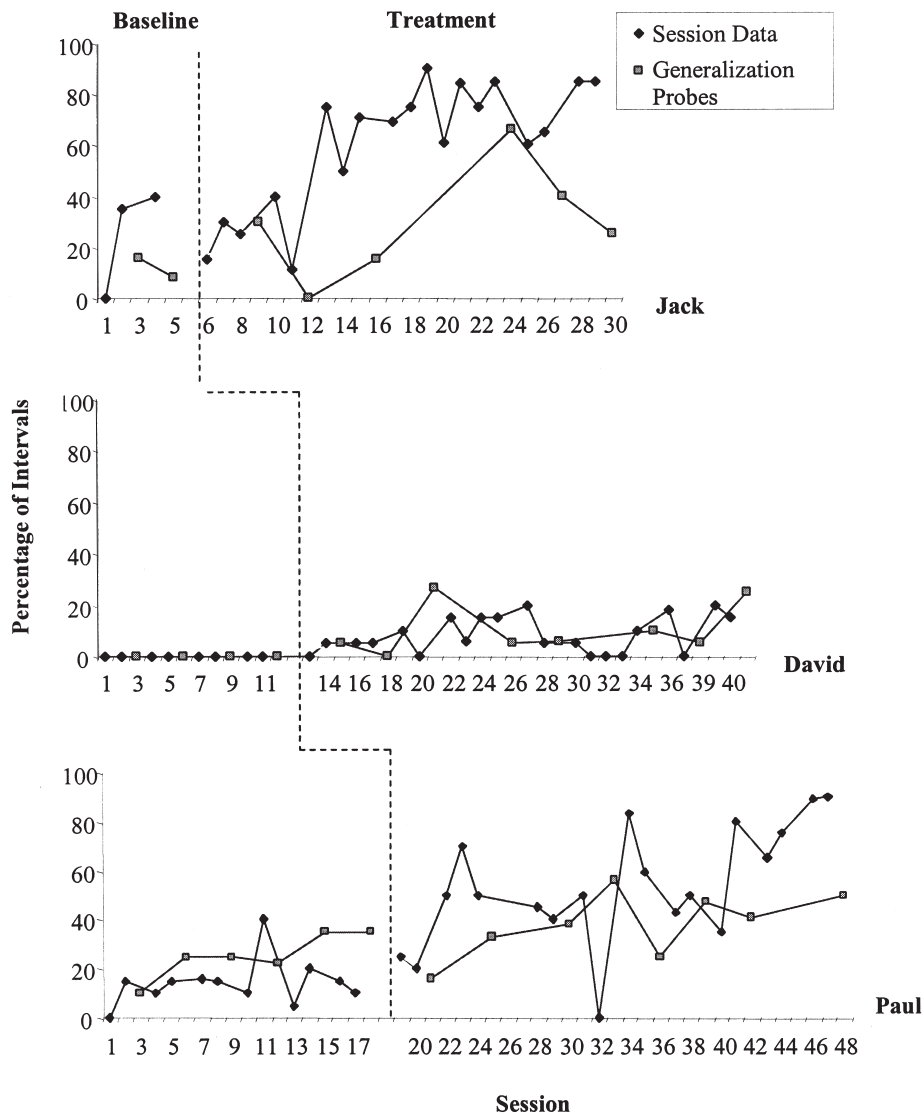 Baseline Treatment
Session Data
Generalization
Probes
100
80
60
40
20
0
1 3 5 6 8 10 12 14 16 18 20 22 24 26 28 30
Jack
Percentage of Intervals
100
80
60
40
20
0
1 3 5 7 9 11 14 16 18 20 22 24 26 28 30 32 34 36 39 40
David
100
80
60
40
20
0
1 3 5 7 9 11 13 15 17 20 22 24 26 28 30 32 34 36 38 40 42 44 46 48
Paul
Session